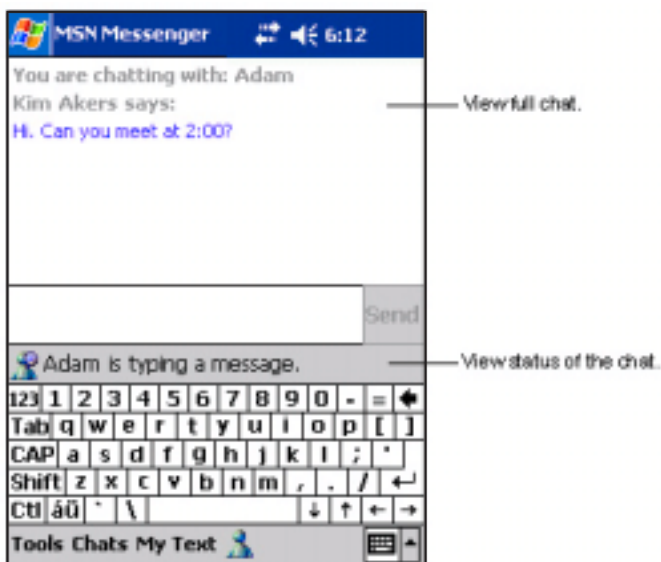 MSN Messenger 6:12
You are chatting with: Adam
Kim Akers says:
View full chat.
Hi. Can you meet at 2:00?
Send
Adam is typing a message.
View status of the chat.
123 1 2 3 4 5 6 7 8 9 0 - =
Tab q w e r t y u i o p [ ]
CAP a s d f g h j k l ; '
Shift z x c v b n m , . /
Ctl áü ` \
Tools Chats My Text